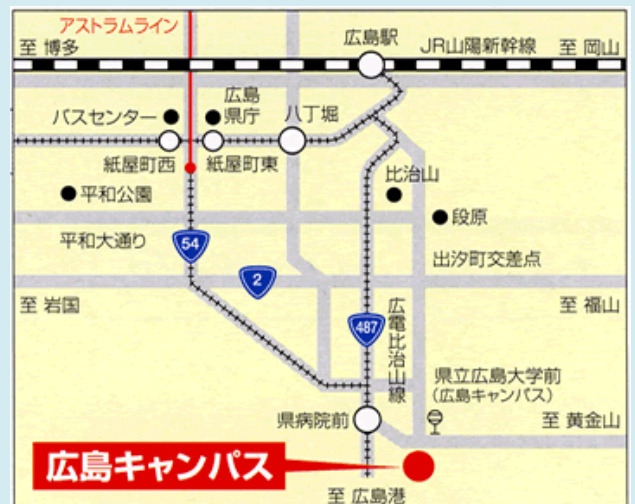 アストラムライン
至 博多
広島駅
JR山陽新幹線
至 岡山
バスセンター
広島
県庁
八丁堀
紙屋町西
紙屋町東
比治山
平和公園
段原
平和大通り
54
出汐町交差点
2
至 岩国
至 福山
487
広電比治山線
県立広島大学前
(広島キャンパス)
県病院前
至 黄金山
広島キャンパス
至 広島港